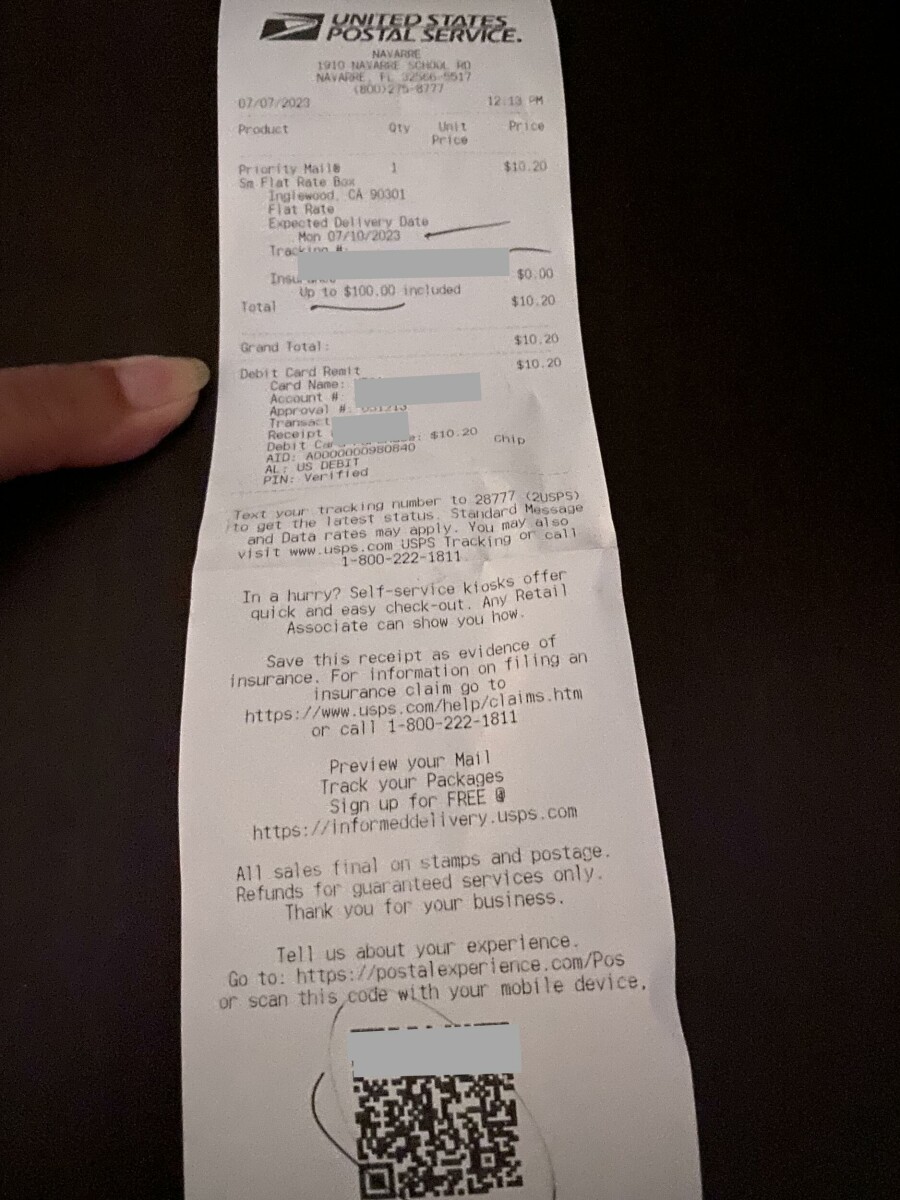 UNITED STATES
POSTAL SERVICE.
NAVARRE
1910 NAVARRE SCHOOL RD
NAVARRE, FL 32566-5517
(800)275-8777
07/07/2023 12:13 PM
Product Qty Unit Price
Price
Priority Mail® 1 $10.20
Sm Flat Rate Box
Inglewood, CA 90301
Flat Rate
Expected Delivery Date
Mon 07/10/2023
Tracking #:
$0.00
Up to $100.00 included
Total $10.20
Grand Total: $10.20
Debit Card Remit $10.20
Card Name:
Account #:
Approval #:
Transact
Receipt
Debit $10.20
AID: A0000000980840 Chip
AL: US DEBIT
PIN: Verified
Text your tracking number to 28777 (2USPS)
to get the latest status. Standard Message
and Data rates may apply. You may also
visit www.usps.com USPS Tracking or call
1-800-222-1811.
In a hurry? Self-service kiosks offer
quick and easy check-out. Any Retail
Associate can show you how.
Save this receipt as evidence of
insurance. For information on filing an
insurance claim go to
https://www.usps.com/help/claims.htm
or call 1-800-222-1811
Preview your Mail
Track your Packages
Sign up for FREE @
https://informeddelivery.usps.com
All sales final on stamps and postage.
Refunds for guaranteed services only.
Thank you for your business.
Tell us about your experience.
Go to: https://postalexperience.com/Pos
or scan this code with your mobile device,